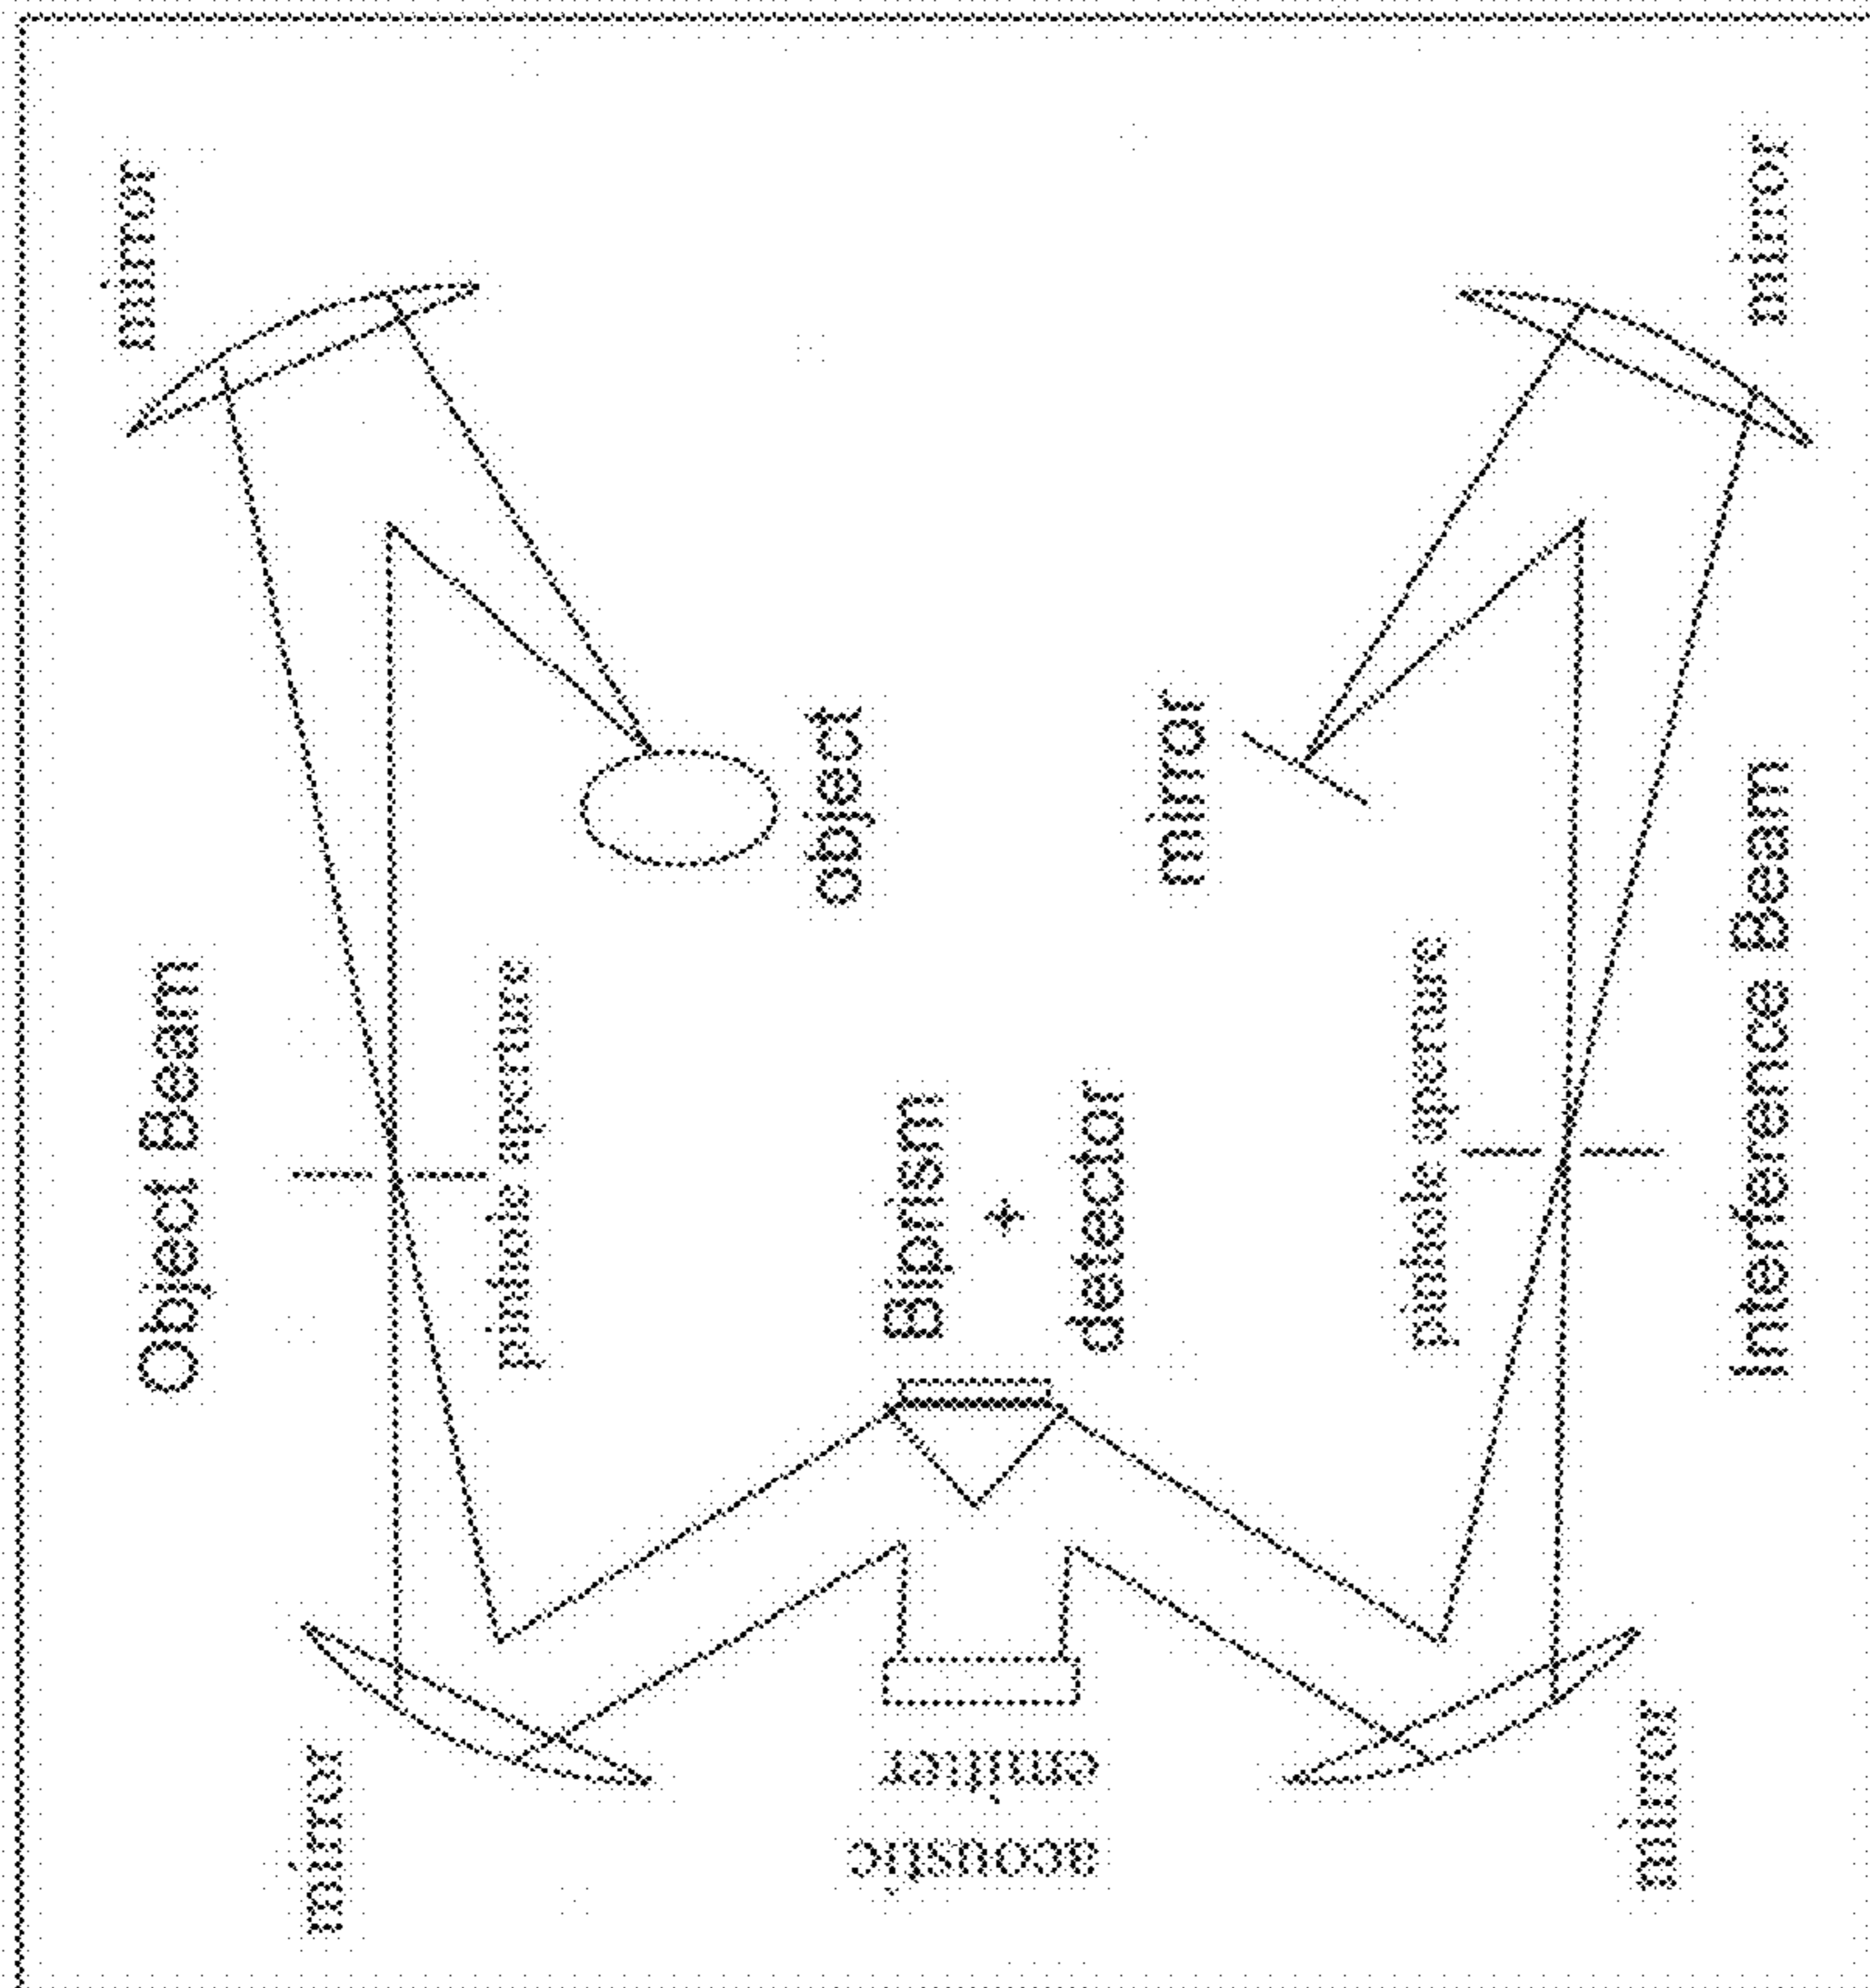 mirror
mirror
object
mirror
Object Beam
pinhole aperture
Biprism
+
detector
pinhole aperture
Interference Beam
mirror
acoustic
emitter
mirror